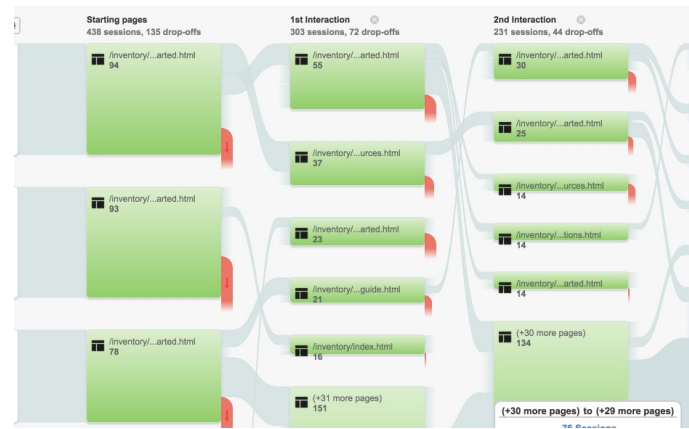 Starting pages
438 sessions, 135 drop-offs
/inventory/...arted.html
94
/inventory/...arted.html
93
/inventory/...arted.html
78
1st Interaction
303 sessions, 72 drop-offs
/inventory/...arted.html
55
/inventory/...urces.html
37
/inventory/...arted.html
23
/inventory/...guide.html
21
/inventory/index.html
16
(+31 more pages)
151
2nd Interaction
231 sessions, 44 drop-offs
/inventory/...arted.html
30
/inventory/...arted.html
25
/inventory/...urces.html
14
/inventory/...tions.html
14
/inventory/...arted.html
14
(+30 more pages)
134
(+30 more pages) to (+29 more pages)
76 Sessions